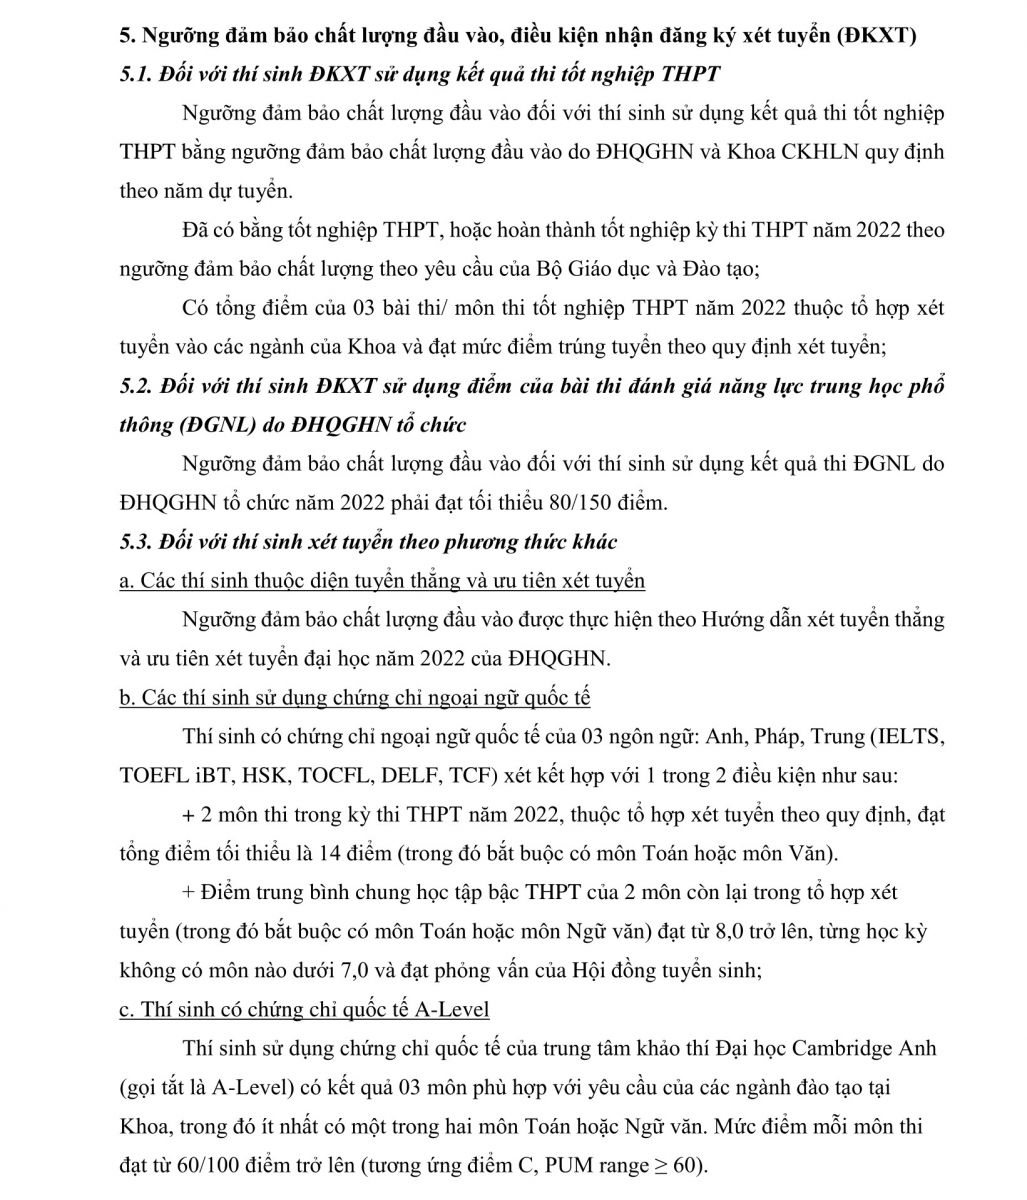 5. Ngưỡng đảm bảo chất lượng đầu vào, điều kiện nhận đăng ký xét tuyển (ĐKXT)
5.1. Đối với thí sinh ĐKXT sử dụng kết quả thi tốt nghiệp THPT
Ngưỡng đảm bảo chất lượng đầu vào đối với thí sinh sử dụng kết quả thi tốt nghiệp
THPT bằng ngưỡng đảm bảo chất lượng đầu vào do ĐHQGHN và Khoa CKHLN quy định
theo năm dự tuyển.
Đã có bằng tốt nghiệp THPT, hoặc hoàn thành tốt nghiệp kỳ thi THPT năm 2022 theo
ngưỡng đảm bảo chất lượng theo yêu cầu của Bộ Giáo dục và Đào tạo;
Có tổng điểm của 03 bài thi/ môn thi tốt nghiệp THPT năm 2022 thuộc tổ hợp xét
tuyển vào các ngành của Khoa và đạt mức điểm trúng tuyển theo quy định xét tuyển;
5.2. Đối với thí sinh ĐKXT sử dụng điểm của bài thi đánh giá năng lực trung học phổ
thông (ĐGNL) do ĐHQGHN tổ chức
Ngưỡng đảm bảo chất lượng đầu vào đối với thí sinh sử dụng kết quả thi ĐGNL do
ĐHQGHN tổ chức năm 2022 phải đạt tối thiểu 80/150 điểm.
5.3. Đối với thí sinh xét tuyển theo phương thức khác
a. Các thí sinh thuộc diện tuyển thẳng và ưu tiên xét tuyển
Ngưỡng đảm bảo chất lượng đầu vào được thực hiện theo Hướng dẫn xét tuyển thẳng
và ưu tiên xét tuyển đại học năm 2022 của ĐHQGHN.
b. Các thí sinh sử dụng chứng chỉ ngoại ngữ quốc tế
Thí sinh có chứng chỉ ngoại ngữ quốc tế của 03 ngôn ngữ: Anh, Pháp, Trung (IELTS,
TOEFL iBT, HSK, TOCFL, DELF, TCF) xét kết hợp với 1 trong 2 điều kiện như sau:
+ 2 môn thi trong kỳ thi THPT năm 2022, thuộc tổ hợp xét tuyển theo quy định, đạt
tổng điểm tối thiểu là 14 điểm (trong đó bắt buộc có môn Toán hoặc môn Văn).
+ Điểm trung bình chung học tập bậc THPT của 2 môn còn lại trong tổ hợp xét
tuyển (trong đó bắt buộc có môn Toán hoặc môn Ngữ văn) đạt từ 8,0 trở lên, từng học kỳ
không có môn nào dưới 7,0 và đạt phỏng vấn của Hội đồng tuyển sinh;
c. Thí sinh có chứng chỉ quốc tế A-Level
Thí sinh sử dụng chứng chỉ quốc tế của trung tâm khảo thí Đại học Cambridge Anh
(gọi tắt là A-Level) có kết quả 03 môn phù hợp với yêu cầu của các ngành đào tạo tại
Khoa, trong đó ít nhất có một trong hai môn Toán hoặc Ngữ văn. Mức điểm mỗi môn thi
đạt từ 60/100 điểm trở lên (tương ứng điểm C, PUM range ≥ 60).